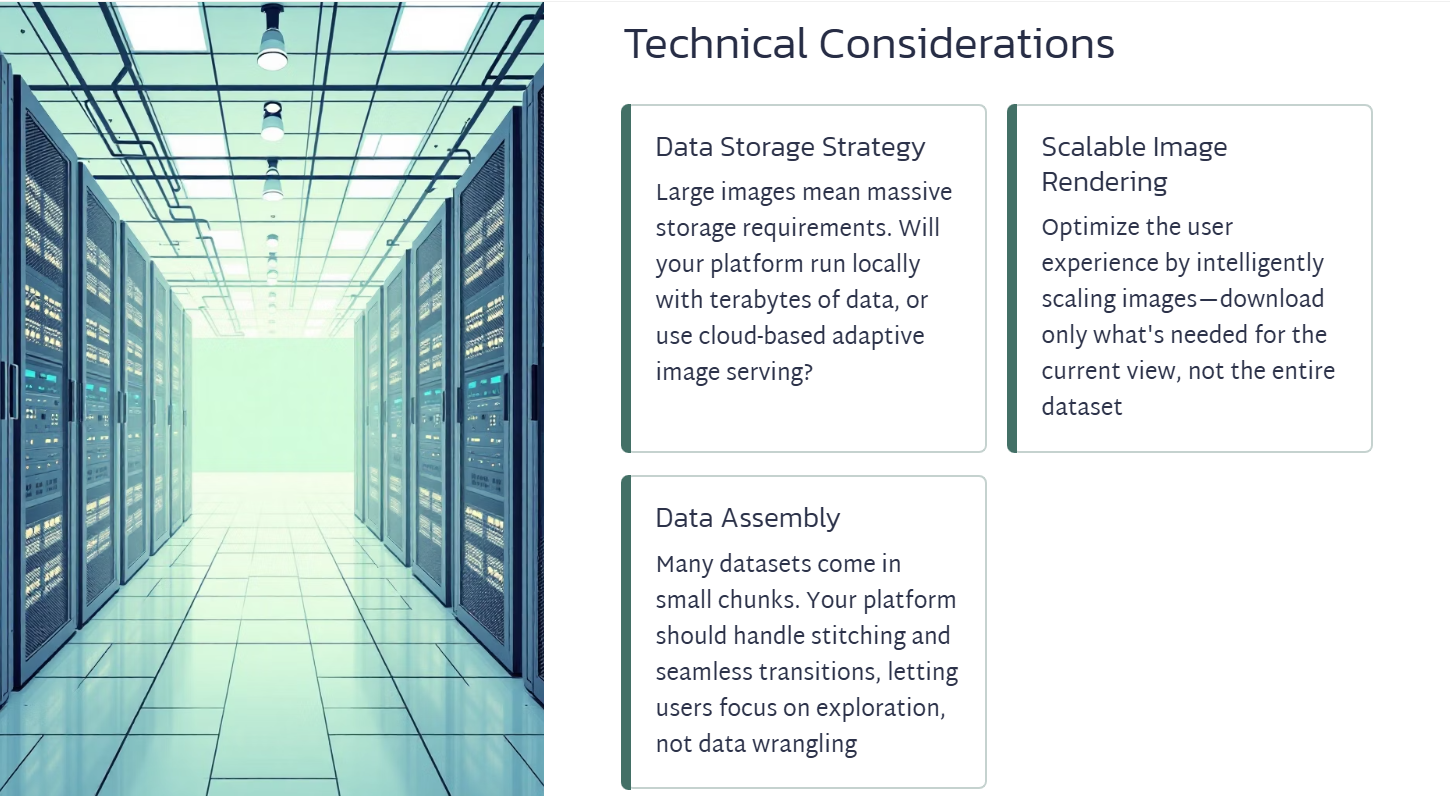 Technical Considerations
Data Storage Strategy
Large images mean massive
storage requirements. Will
your platform run locally
with terabytes of data, or
use cloud-based adaptive
image serving?
Scalable Image
Rendering
Optimize the user
experience by intelligently
scaling images—download
only what's needed for the
current view, not the entire
dataset
Data Assembly
Many datasets come in
small chunks. Your platform
should handle stitching and
seamless transitions, letting
users focus on exploration,
not data wrangling